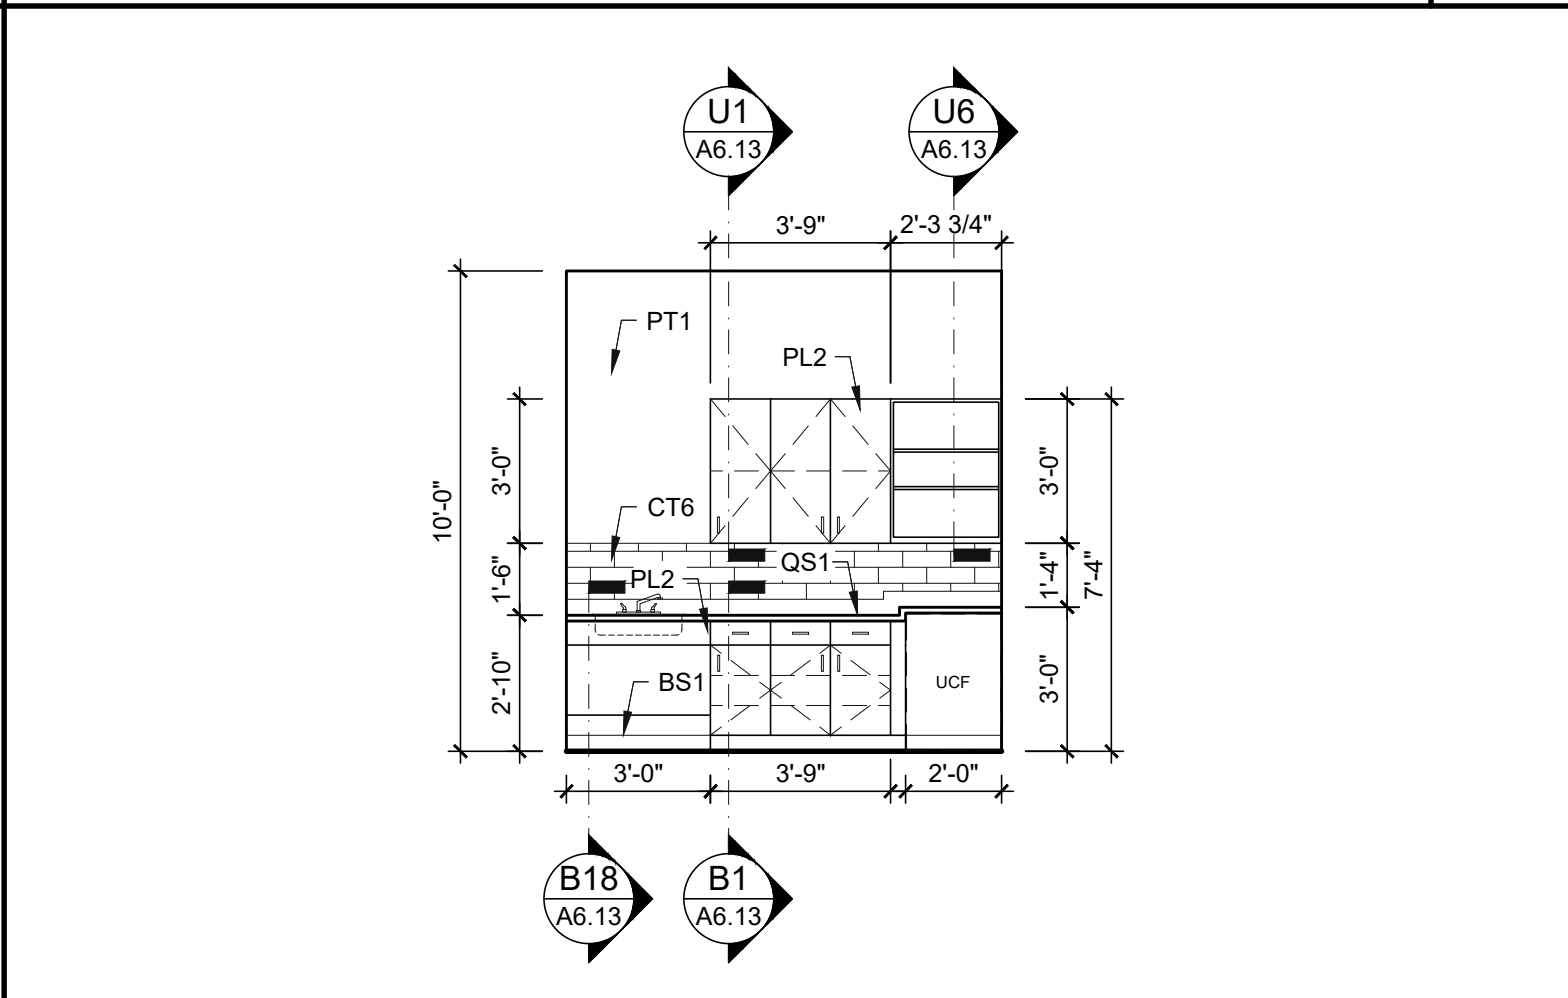 U1
A6.13
U6
A6.13
3'-9"
2'-3 3/4"
PT1
PL2
10'-0"
3'-0"
3'-0"
CT6
QS1
1'-6"
PL2
1'-4"
7'-4"
2'-10"
BS1
UCF
3'-0"
3'-0"
3'-9"
2'-0"
B18
A6.13
B1
A6.13